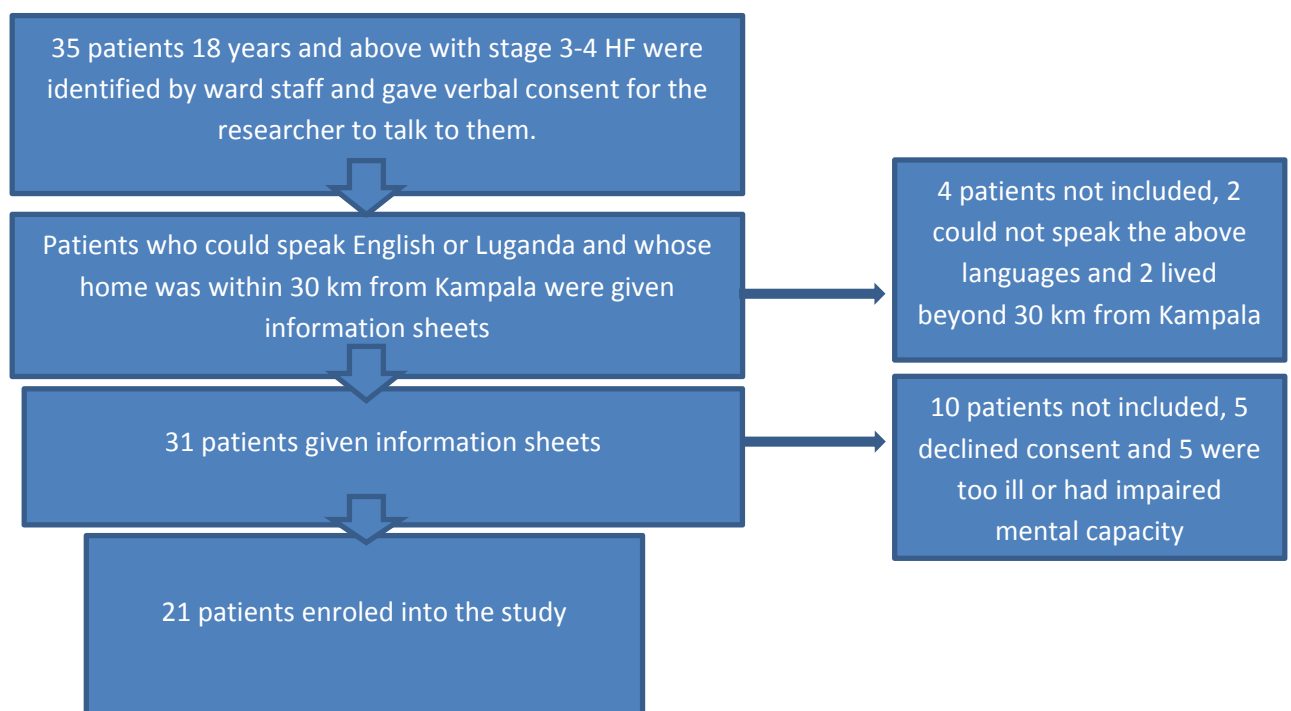 35 patients 18 years and above with stage 3-4 HF were
identified by ward staff and gave verbal consent for the
researcher to talk to them.
Patients who could speak English or Luganda and whose
home was within 30 km from Kampala were given
information sheets
4 patients not included, 2
could not speak the above
languages and 2 lived
beyond 30 km from Kampala
31 patients given information sheets
10 patients not included, 5
declined consent and 5 were
too ill or had impaired
mental capacity
21 patients enroled into the study